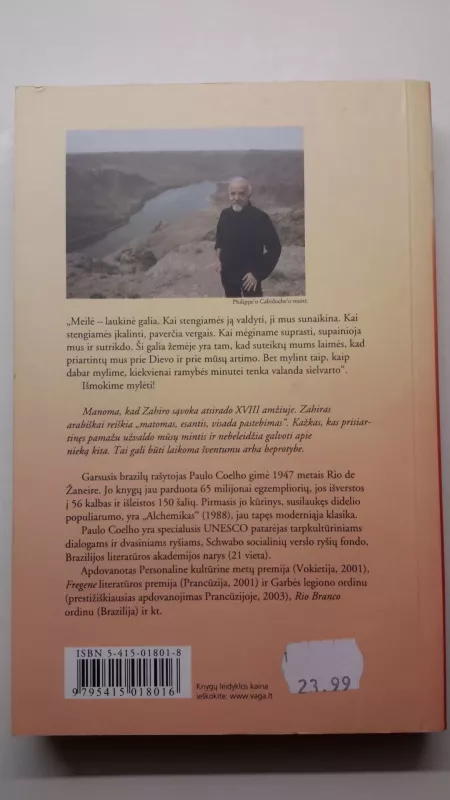 Philippe'o Cabidoche'o nuotr.
„Meilė – laukinė galia. Kai stengiamės ją valdyti, ji mus sunaikina. Kai
stengiamės įkalinti, paverčia vergais. Kai mėginame suprasti, supainioja
mus ir sutrikdo. Ši galia žemėje yra tam, kad suteiktų mums laimės, kad
priartintų mus prie Dievo ir prie mūsų artimo. Bet mylint taip, kaip
dabar mylime, kiekvienai ramybės minutei tenka valanda sielvarto“.
Išmokime mylėti!
Manoma, kad Zahiro sąvoka atsirado XVIII amžiuje. Zahiras
arabiškai reiškia „matomas, esantis, visada pastebimas“. Kažkas, kas prisiar-
tinęs pamažu užvaldo mūsų mintis ir nebeleidžia galvoti apie
nieką kita. Tai gali būti laikoma šventumu arba beprotybe.
Garsusis brazilų rašytojas Paulo Coelho gimė 1947 metais Rio de
Žaneire. Jo knygų jau parduota 65 milijonai egzempliorių, jos išverstos
į 56 kalbas ir išleistos 150 šalių. Pirmasis jo kūrinys, susilaukęs didelio
populiarumo, yra „Alchemikas“ (1988), jau tapęs moderniąja klasika.
Paulo Coelho yra specialusis UNESCO patarėjas tarpkultūriniams
dialogams ir dvasiniams ryšiams, Schwabo socialinių verslo ryšių fondo,
Brazilijos literatūros akademijos narys (21 vieta).
Apdovanotas Personaline kultūrine metų premija (Vokietija, 2001),
Fregene literatūros premija (Prancūzija, 2001) ir Garbės legiono ordinu
(prestižiškiausias apdovanojimas Prancūzijoje, 2003), Rio Branco
ordinu (Brazilija) ir kt.
ISBN 5-415-01801-8
9795415018016
Knygų leidyklos kaina
ieškokite: www.vaga.lt
23.99